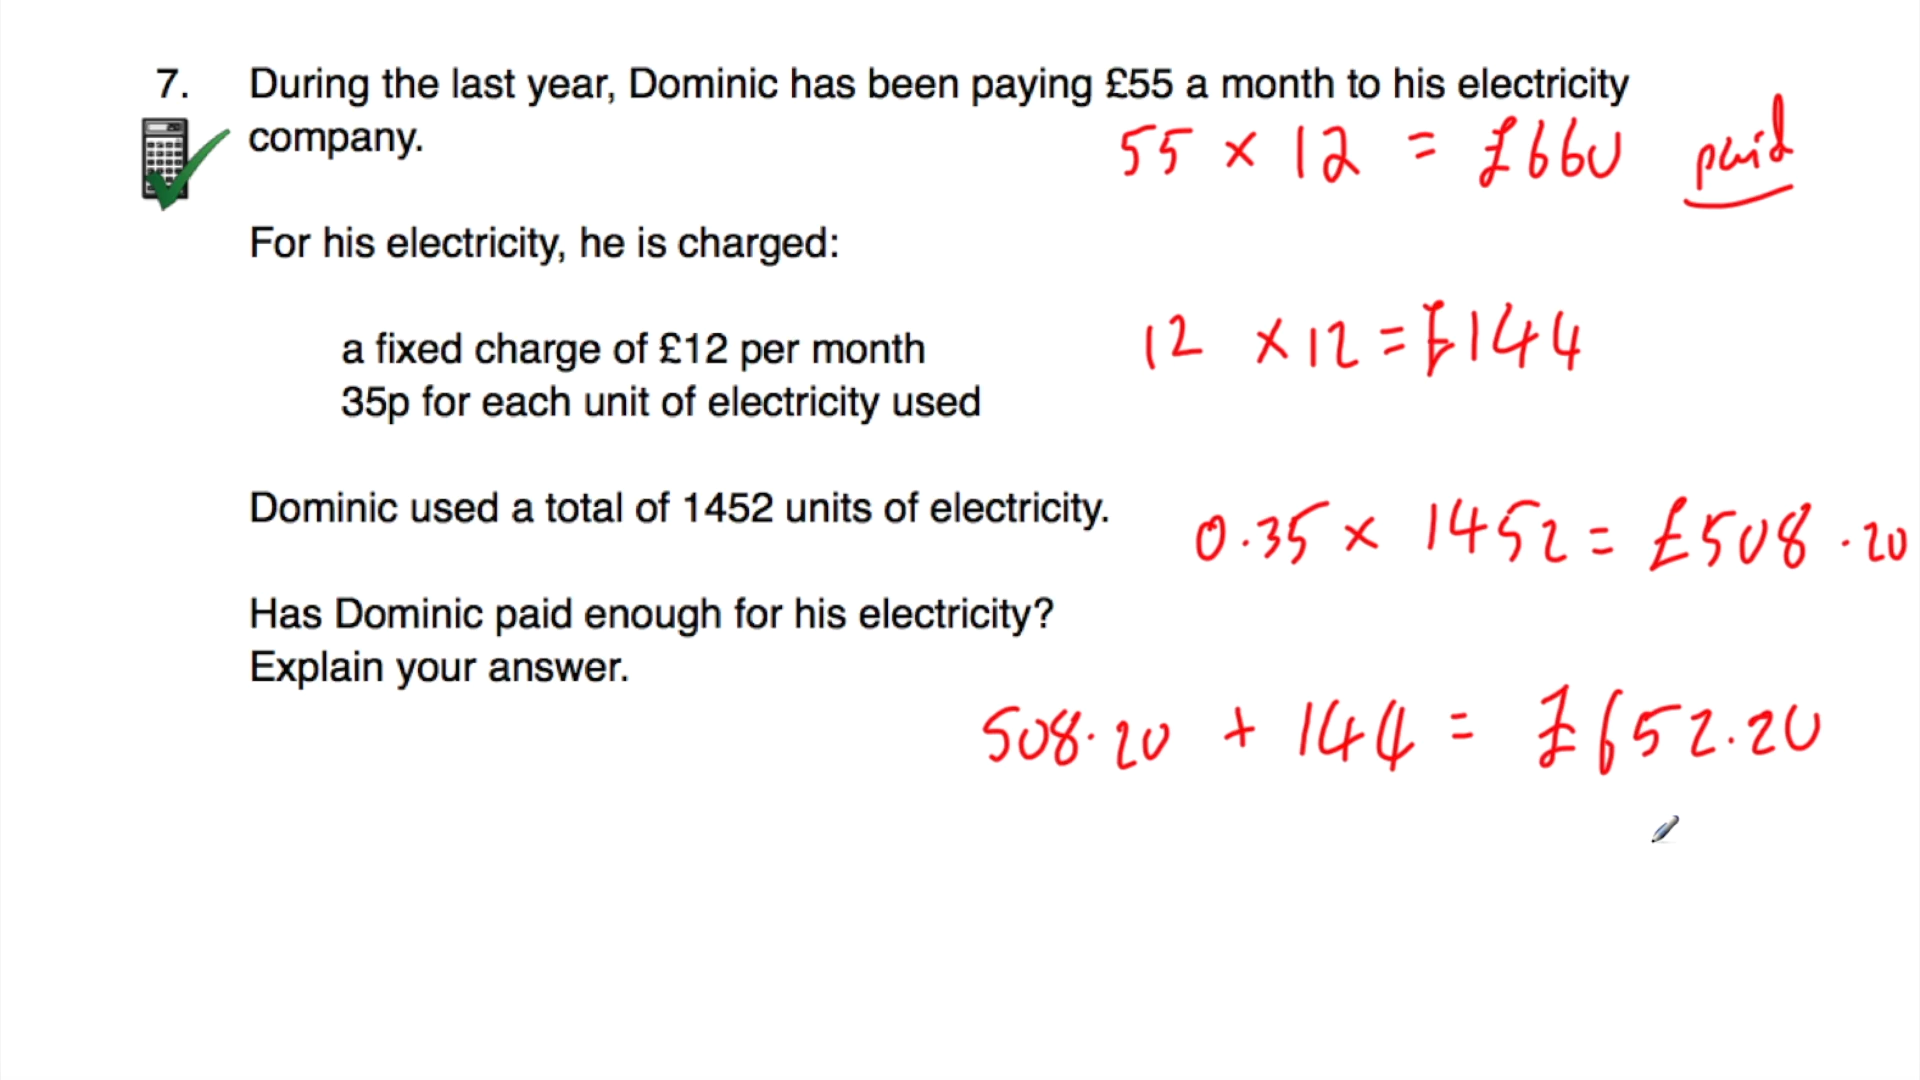 7. During the last year, Dominic has been paying £55 a month to his electricity
company.
55 × 12 = £660 paid
For his electricity, he is charged:
a fixed charge of £12 per month
12 × 12 = £144
35p for each unit of electricity used
Dominic used a total of 1452 units of electricity.
0.35 × 1452 = £508.20
Has Dominic paid enough for his electricity?
Explain your answer.
508.20 + 144 = £652.20